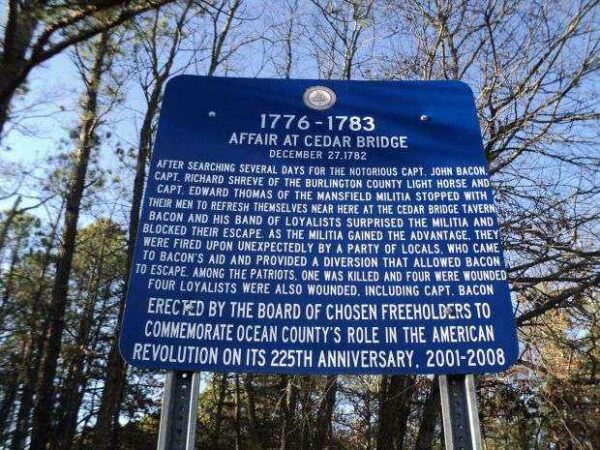 1776-1783
AFFAIR AT CEDAR BRIDGE
DECEMBER 27, 1782
AFTER SEARCHING SEVERAL DAYS FOR THE NOTORIOUS CAPT. JOHN BACON,
CAPT. RICHARD SHREVE OF THE BURLINGTON COUNTY LIGHT HORSE AND
CAPT. EDWARD THOMAS OF THE MANSFIELD MILITIA STOPPED WITH
THEIR MEN TO REFRESH THEMSELVES NEAR HERE AT THE CEDAR BRIDGE TAVERN.
BACON AND HIS BAND OF LOYALISTS SURPRISED THE MILITIA AND
BLOCKED THEIR ESCAPE. AS THE MILITIA GAINED THE ADVANTAGE, THEY
WERE FIRED UPON UNEXPECTEDLY BY A PARTY OF LOCALS, WHO CAME
TO BACON'S AID AND PROVIDED A DIVERSION THAT ALLOWED BACON
TO ESCAPE. AMONG THE PATRIOTS, ONE WAS KILLED AND FOUR WERE WOUNDED.
FOUR LOYALISTS WERE ALSO WOUNDED, INCLUDING CAPT. BACON
ERECTED BY THE BOARD OF CHOSEN FREEHOLDERS TO
COMMEMORATE OCEAN COUNTY'S ROLE IN THE AMERICAN
REVOLUTION ON ITS 225TH ANNIVERSARY, 2001-2008